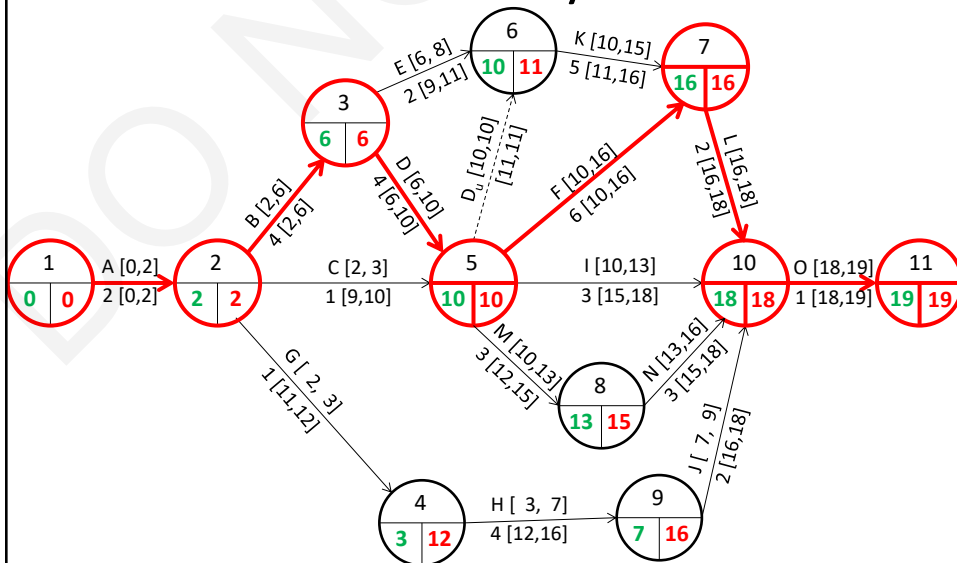 DO NO
6
10 11
K [10,15]
5 [11,16]
7
16 16
E [6, 8]
2 [9,11]
3
6 6
Du [10,10]
[11,11]
L [16,18]
2 [16,18]
B [2,6]
4 [2,6]
D [6,10]
4 [6,10]
F [10,16]
6 [10,16]
1
0 0
A [0,2]
2 [0,2]
2
2 2
C [2, 3]
1 [9,10]
5
10 10
I [10,13]
3 [15,18]
10
18 18
O [18,19]
1 [18,19]
11
19 19
G [ 2, 3]
1 [11,12]
M [10,13]
3 [12,15]
8
13 15
N [13,16]
3 [15,18]
J [ 7, 9]
2 [16,18]
4
3 12
H [ 3, 7]
4 [12,16]
9
7 16